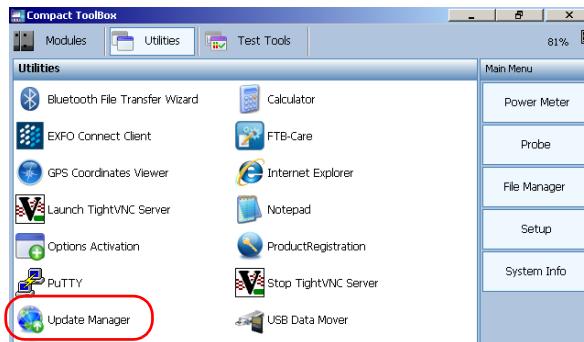 Compact ToolBox
Modules Utilities Test Tools 81%
Utilities
Main Menu
Bluetooth File Transfer Wizard Calculator
Power Meter
EXFO Connect Client FTB-Care
Probe
GPS Coordinates Viewer Internet Explorer
File Manager
Launch TightVNC Server Notepad
Setup
Options Activation ProductRegistration
System Info
PuTTY Stop TightVNC Server
Update Manager USB Data Mover